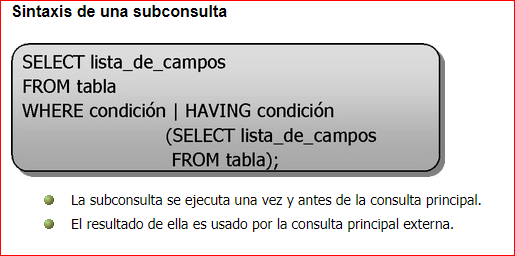 Sintaxis de una subconsulta
SELECT lista_de_campos
FROM tabla
WHERE condición | HAVING condición
(SELECT lista_de_campos
FROM tabla);
La subconsulta se ejecuta una vez y antes de la consulta principal.
El resultado de ella es usado por la consulta principal externa.